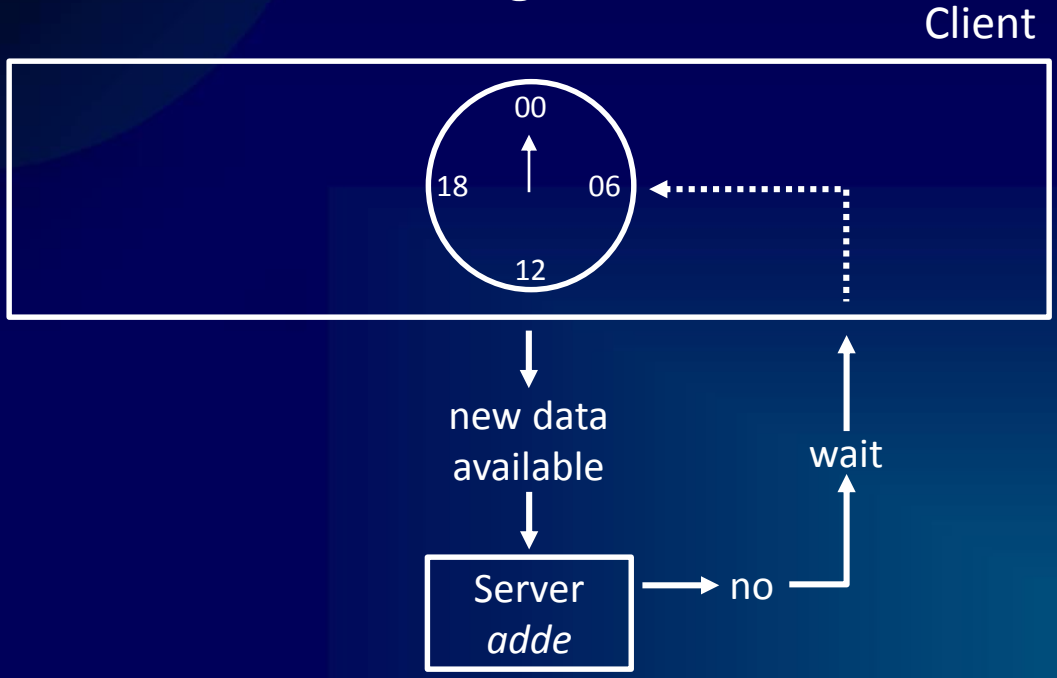 Client
00
18 06
12
new data
available
wait
Server
adde
no